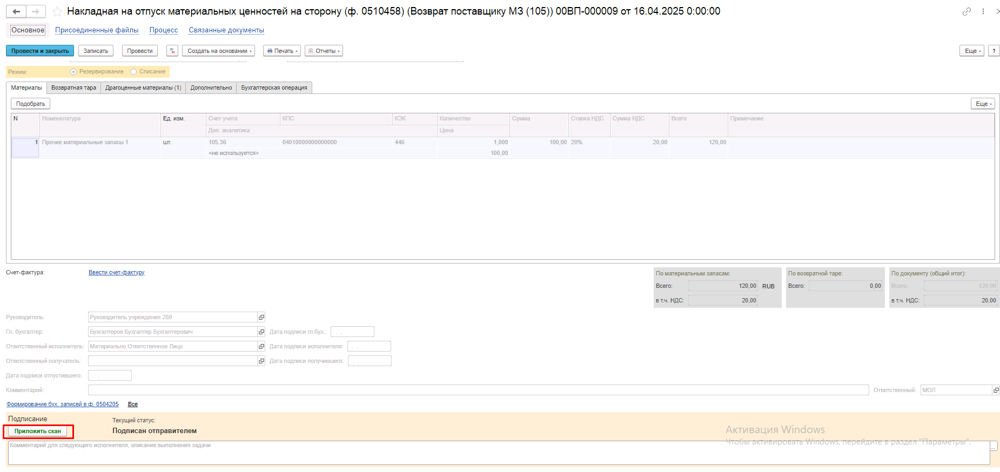 Накладная на отпуск материальных ценностей на сторону (ф. 0510458) (Возврат поставщику МЗ (105)) 00ВП-000009 от 16.04.2025 0:00:00
Основное Присоединенные файлы Процесс Связанные документы
Провести и закрыть Записать Провести Дт Кт Создать на основании Печать Отчеты Еще ?
Режим: Резервирование Списание
Материалы Возвратная тара Драгоценные материалы (1) Дополнительно Бухгалтерская операция
Подобрать Еще
N Номенклатура Ед. изм. Счет учета КПС КЭК Количество Сумма Ставка НДС Сумма НДС Всего Примечание
Доп. аналитика Цена
1 Прочие материальные запасы 1 шт. 105.36 04010000000000000 446 1,000 100,00 20% 20,00 120,00
<не используется> 100,00
Счет-фактура: Ввести счет-фактуру
По материальным запасам: По возвратной таре: По документу (общий итог):
Всего: 120,00 RUB Всего: 0,00 Всего: 120,00
в т.ч. НДС: 20,00 в т.ч. НДС: 20,00
Руководитель: Руководитель учреждения 280
Гл. бухгалтер: Бухгалтеров Бухгалтер Бухгалтерович Дата подписи гл.бух.: . .
Ответственный исполнитель: Материально Ответственное Лицо Дата подписи исполнителя: . .
Ответственный получатель: Дата подписи получившего: . .
Дата подписи отпустившего: . .
Комментарий: Ответственный: МОЛ
Формирование бух. записей в ф. 0504205 Все
Подписание Текущий статус:
Приложить скан Подписан отправителем
Активация Windows
Чтобы активировать Windows, перейдите в раздел "Параметры".
Комментарий для следующего исполнителя, описание выполнения задачи
...